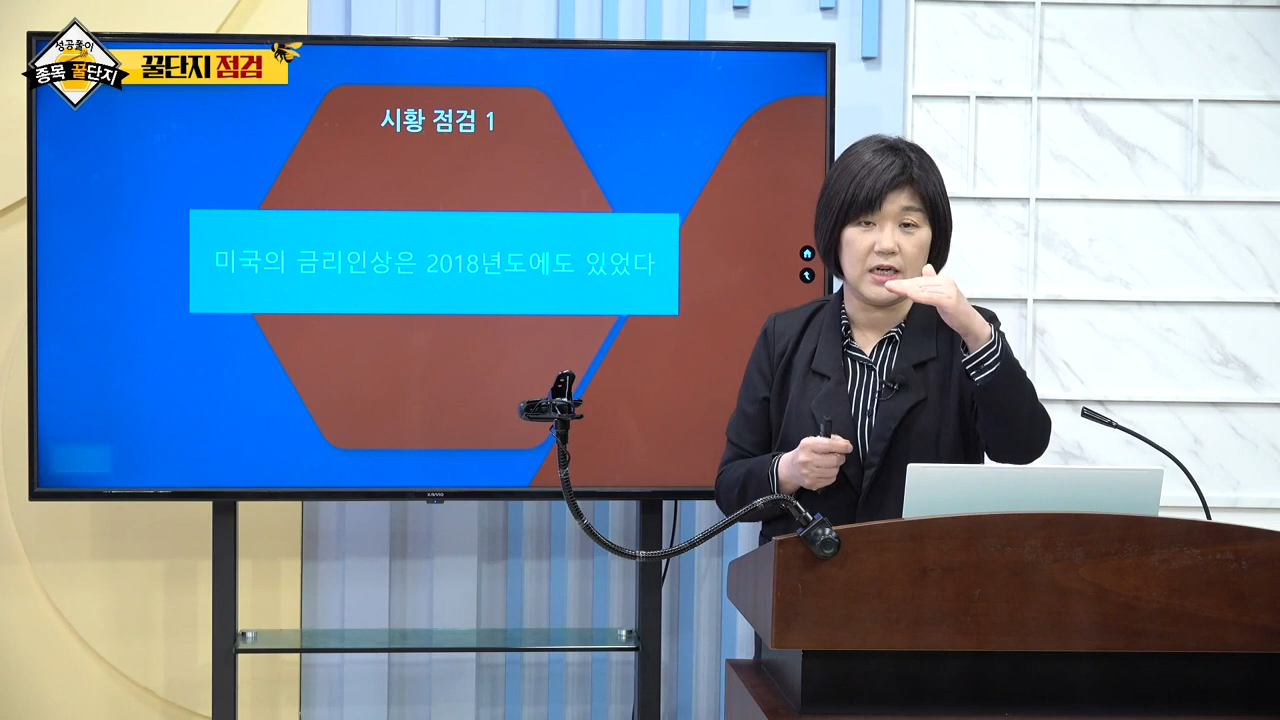 성공풀이
종목 꿀단지
꿀단지 점검
시황 점검 1
미국의 금리인상은 2018년도에도 있었다